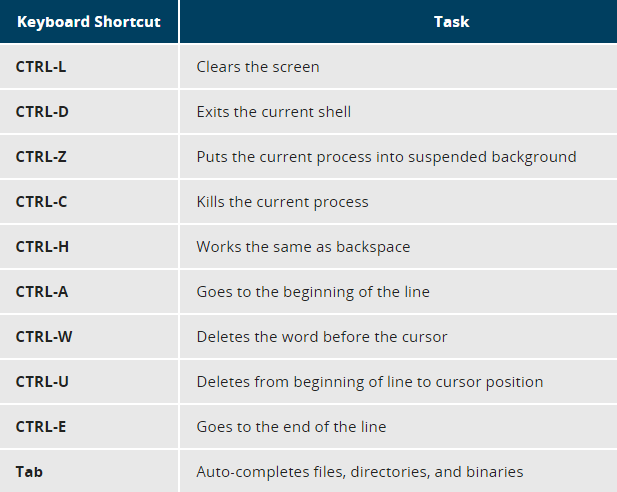 Keyboard Shortcut Task
CTRL-L Clears the screen
CTRL-D Exits the current shell
CTRL-Z Puts the current process into suspended background
CTRL-C Kills the current process
CTRL-H Works the same as backspace
CTRL-A Goes to the beginning of the line
CTRL-W Deletes the word before the cursor
CTRL-U Deletes from beginning of line to cursor position
CTRL-E Goes to the end of the line
Tab Auto-completes files, directories, and binaries